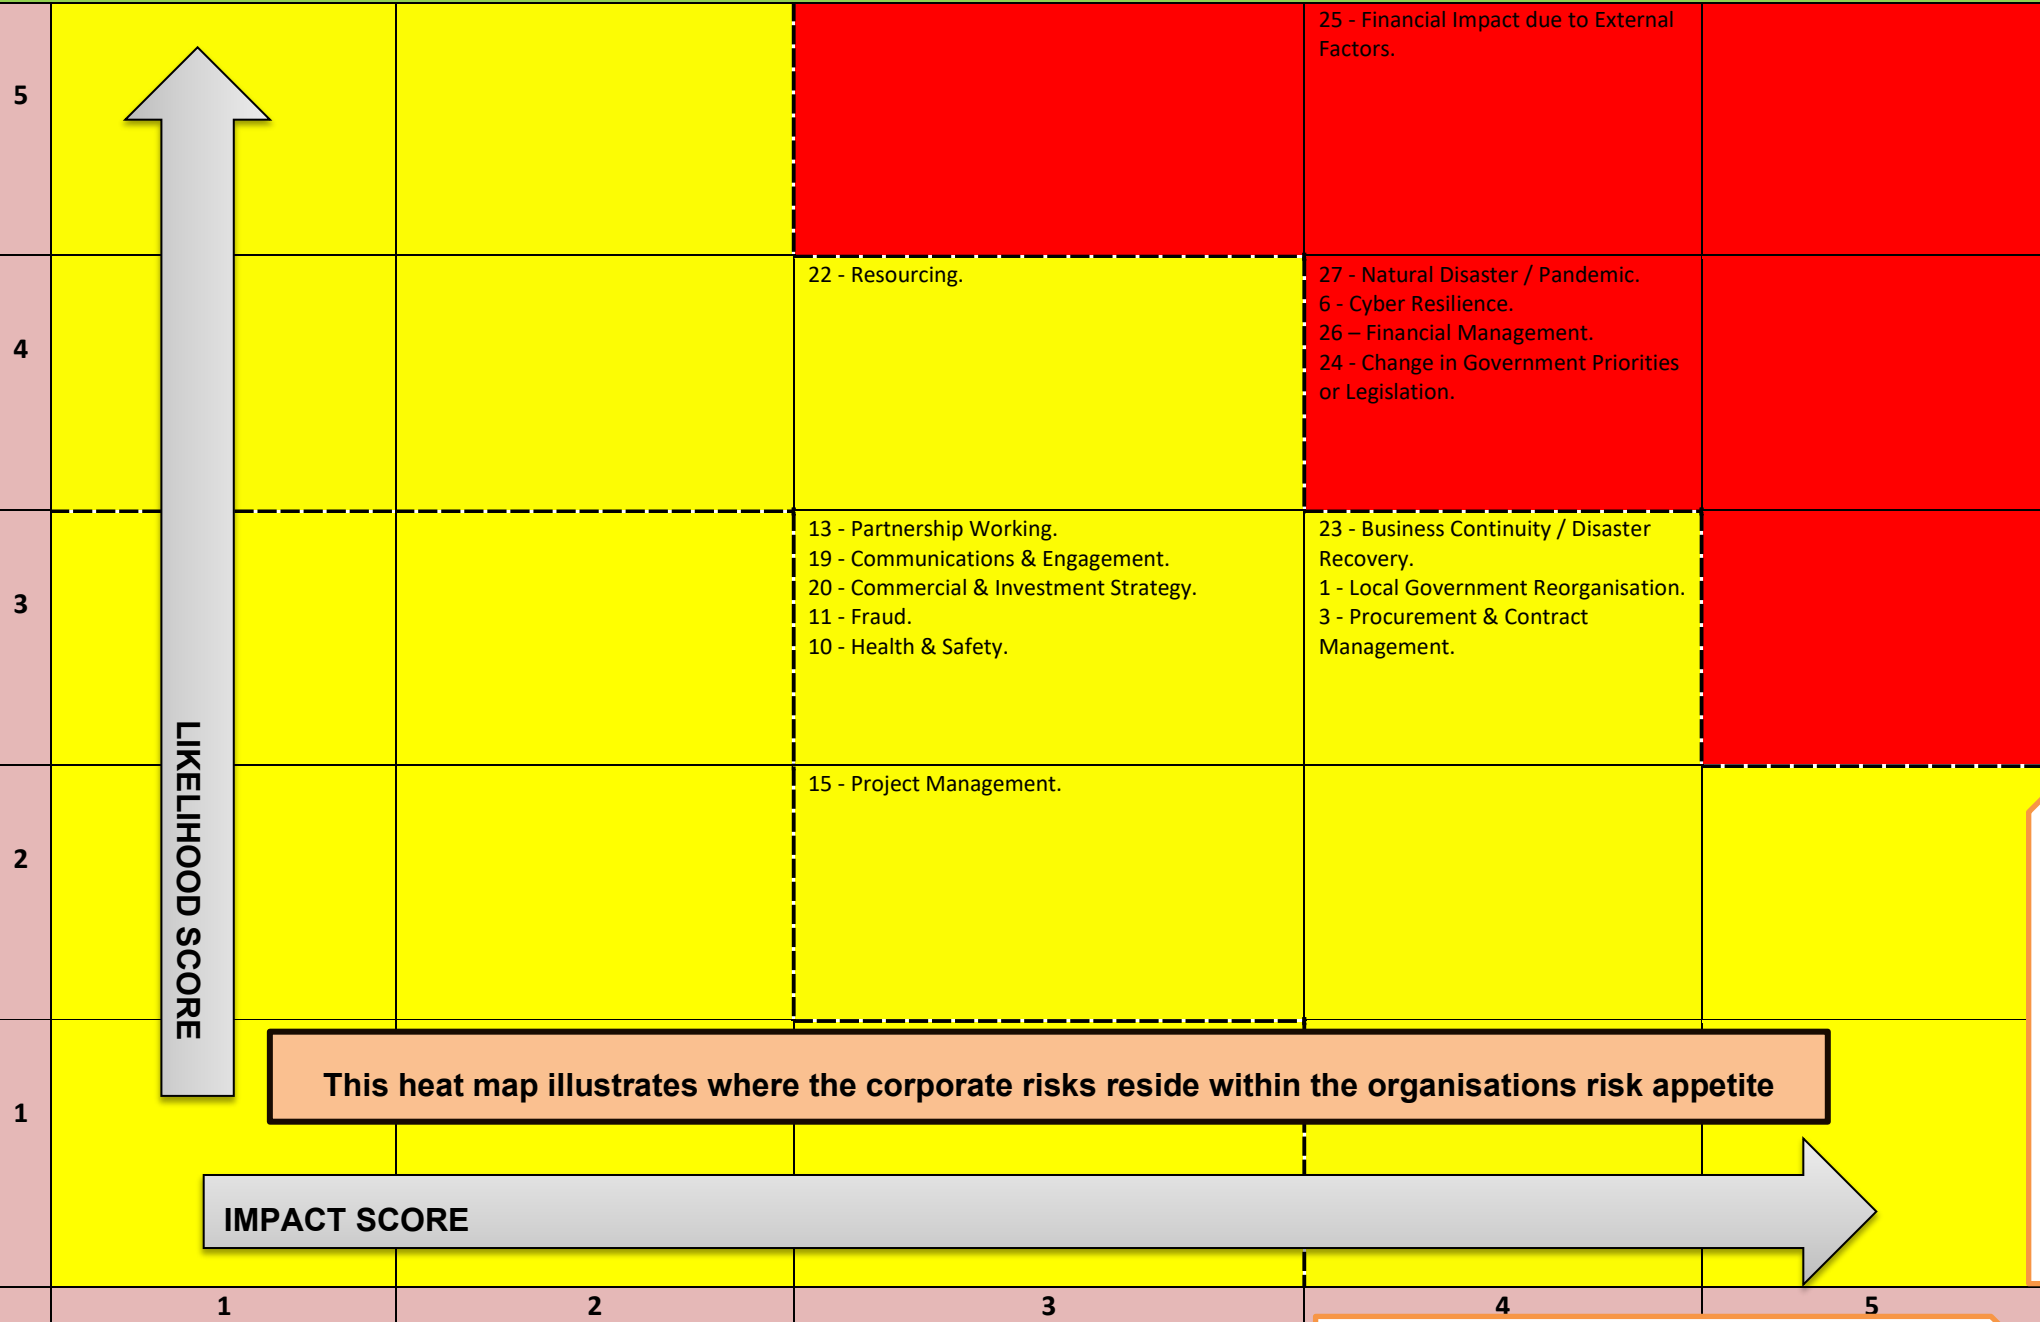 5
25 - Financial Impact due to External
Factors.
4
22 - Resourcing.
27 - Natural Disaster / Pandemic.
6 - Cyber Resilience.
26 – Financial Management.
24 - Change in Government Priorities
or Legislation.
3
13 - Partnership Working.
19 - Communications & Engagement.
20 - Commercial & Investment Strategy.
11 - Fraud.
10 - Health & Safety.
23 - Business Continuity / Disaster
Recovery.
1 - Local Government Reorganisation.
3 - Procurement & Contract
Management.
2
15 - Project Management.
LIKELIHOOD SCORE
1
This heat map illustrates where the corporate risks reside within the organisations risk appetite
IMPACT SCORE
1
2
3
4
5